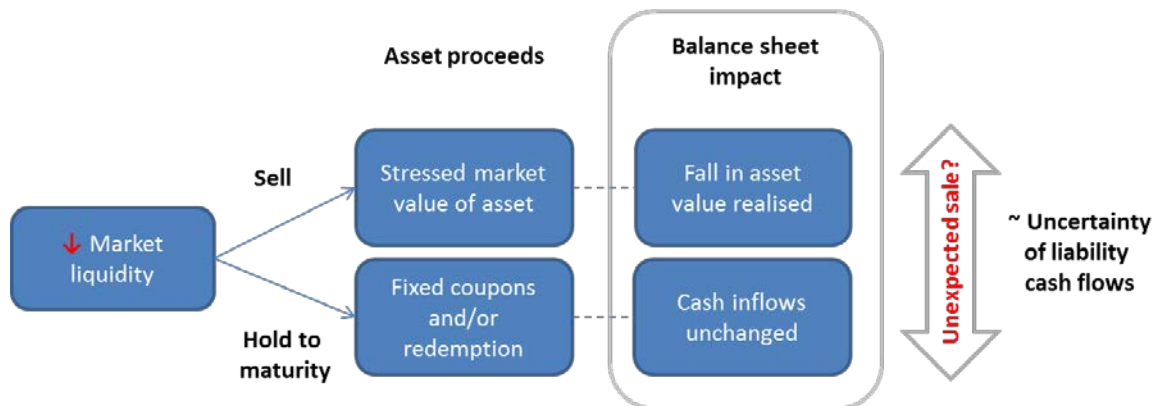 Asset proceeds
Balance sheet
impact
Sell
Stressed market
value of asset
Fall in asset
value realised
↓ Market
liquidity
Fixed coupons
and/or
redemption
Cash inflows
unchanged
Hold to
maturity
Unexpected sale?
~ Uncertainty
of liability
cash flows